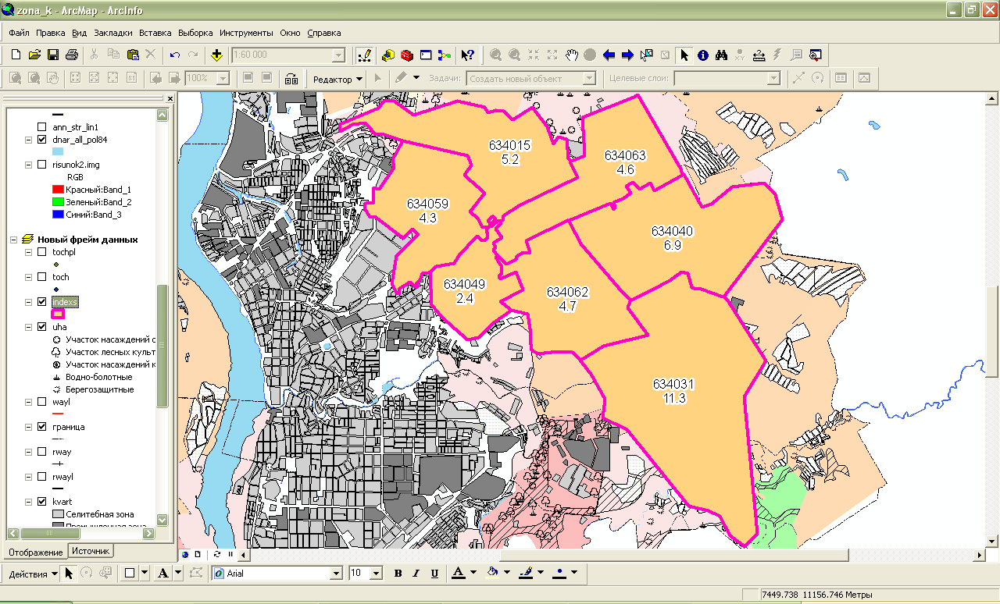 zona_k - ArcMap - ArcInfo
Файл Правка Вид Закладки Вставка Выборка Инструменты Окно Справка
1:60 000
100% Редактор Задачи: Создать новый объект Целевые слои:
ann_str_lin1
dnar_all_pol84
risunok2.img
RGB
Красный:Band_1
Зеленый:Band_2
Синий:Band_3
Новый фрейм данных
tochpl
toch
indexs
uha
Участок насаждений с
Участок лесных культ
Участок насаждений к
Водно-болотные
Берегозащитные
wayl
граница
rway
rwayl
kvart
Селитебная зона
Промышленная зона
Отображение Источник
634015
5.2
634063
4.6
634059
4.3
634040
6.9
634049
2.4
634062
4.7
634031
11.3
Действия A Arial 10 B I U A
7449.738 11156.746 Метры